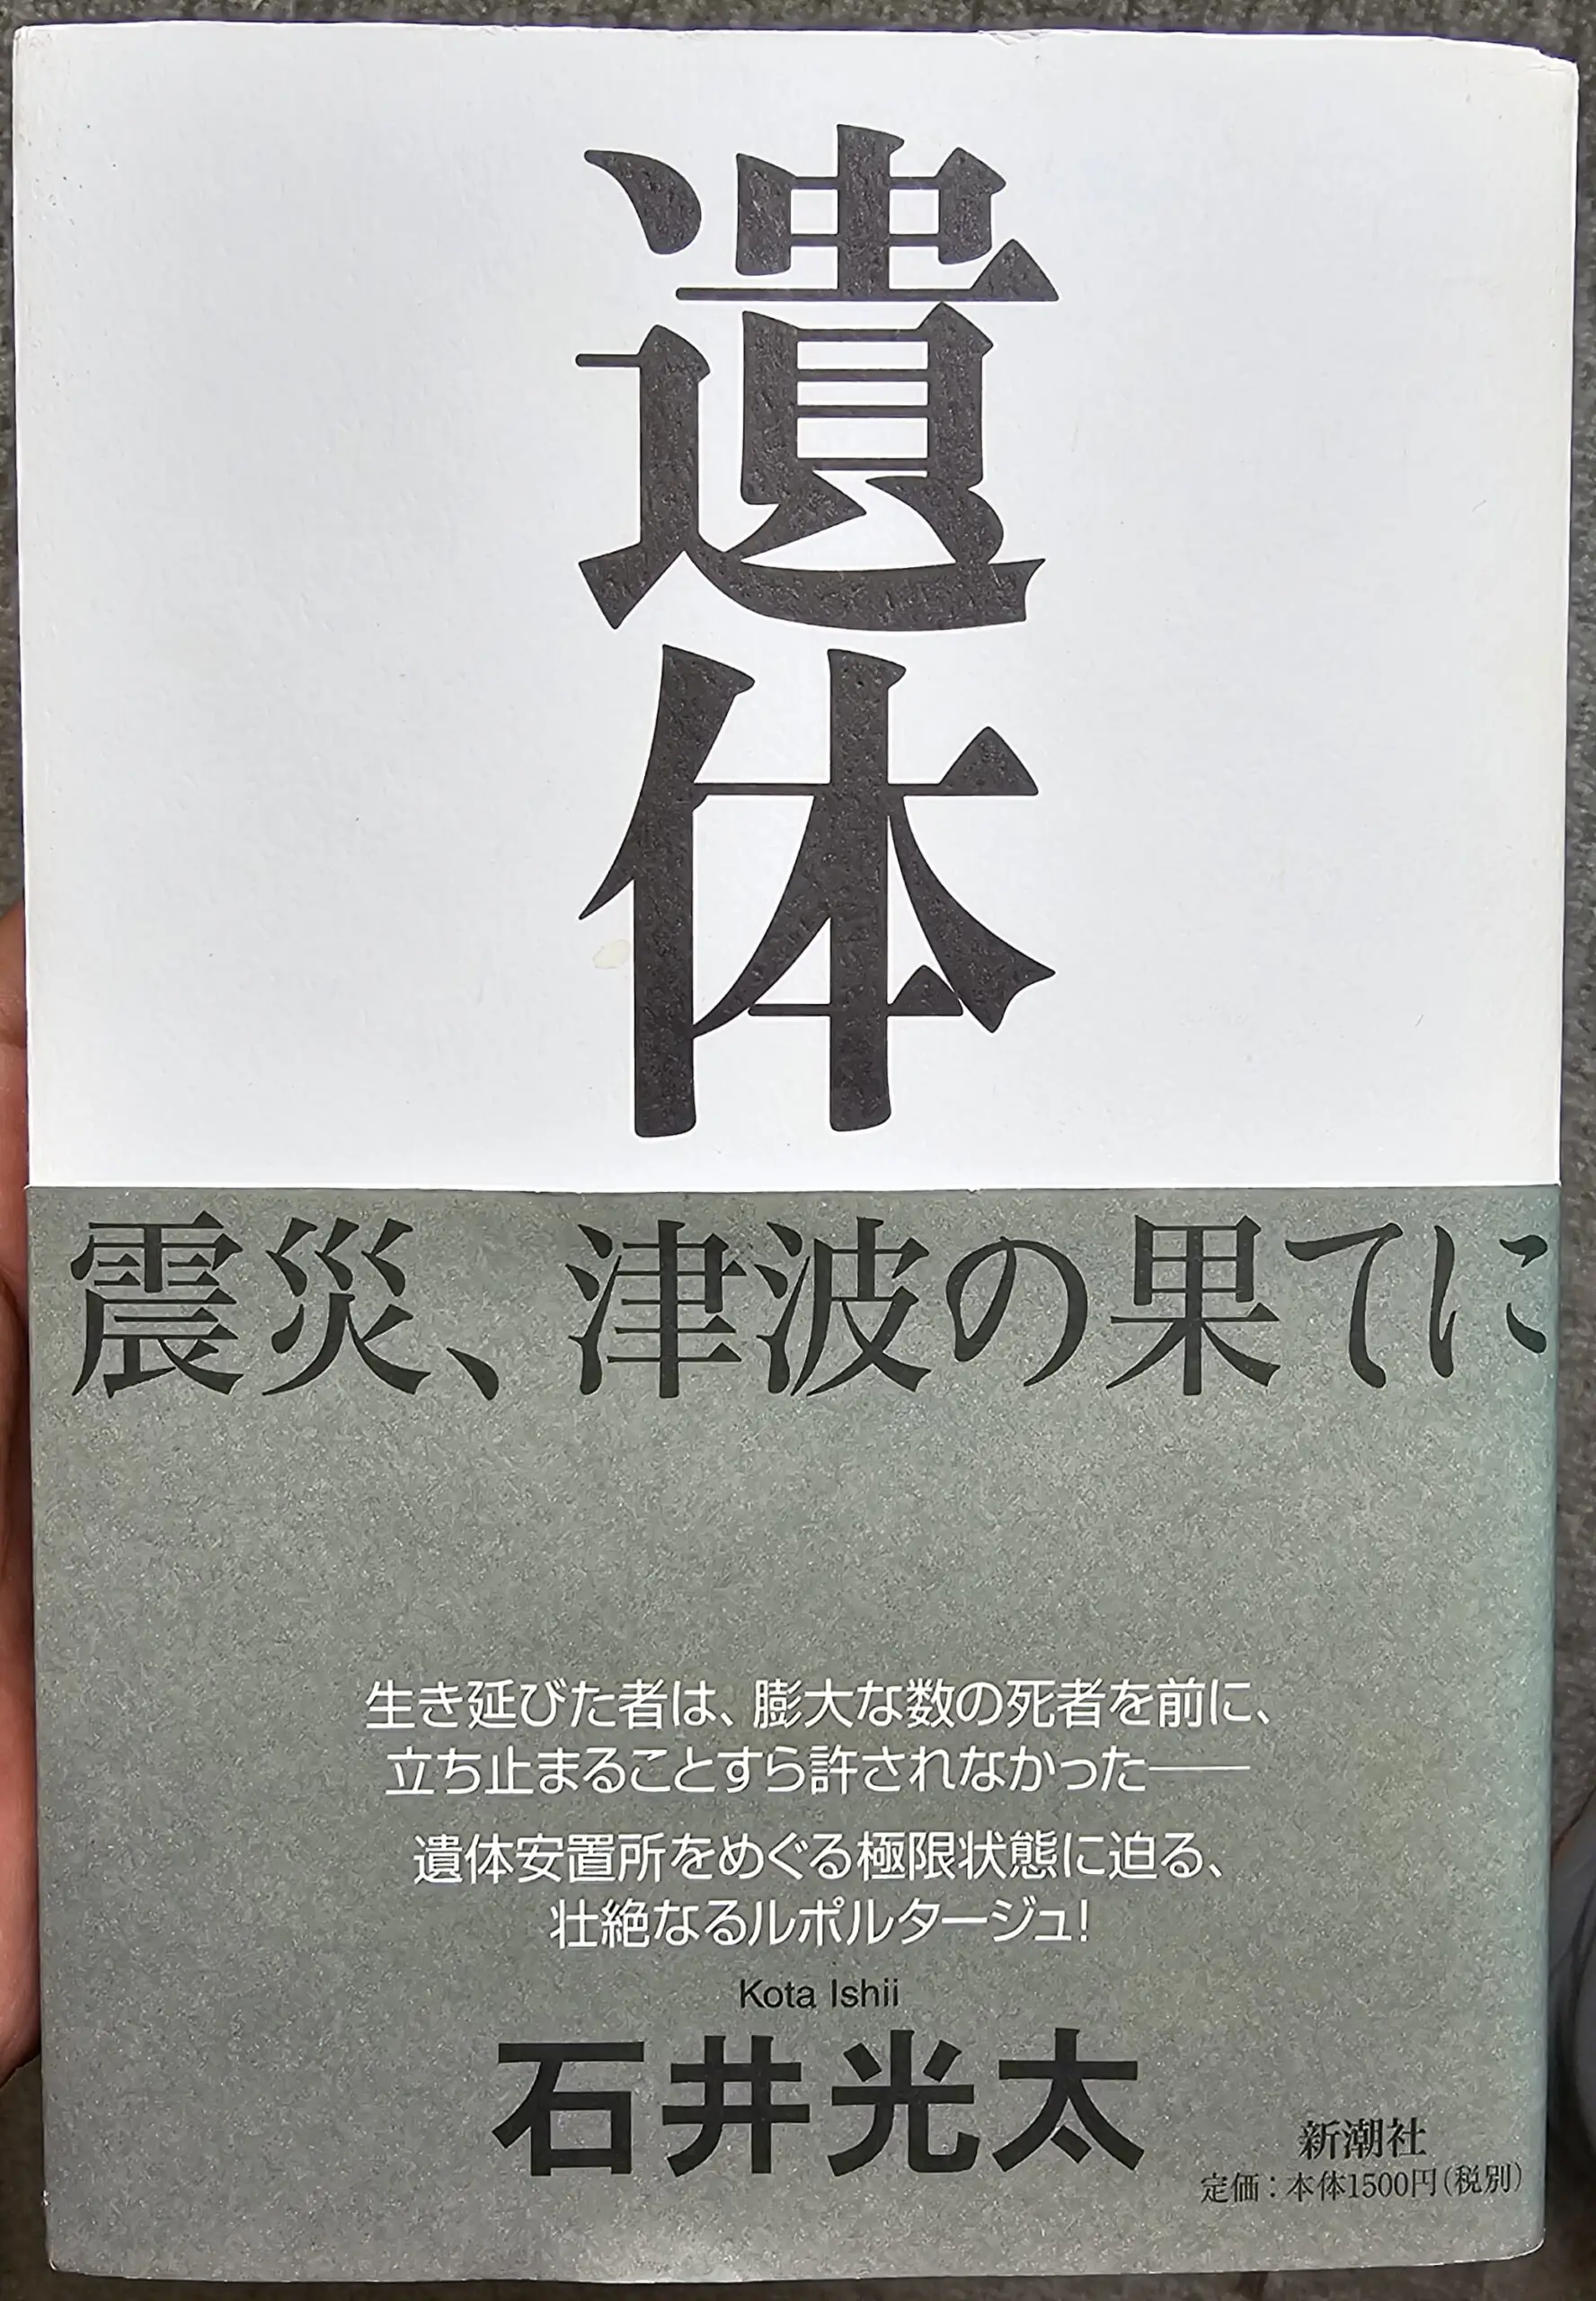 遺体
震災、津波の果てに
生き延びた者は、膨大な数の死者を前に、
立ち止まることすら許されなかった――
遺体安置所をめぐる極限状態に迫る、
壮絶なるルポルタージュ!
Kota Ishii
石井光太
新潮社
定価：本体1500円(税別)